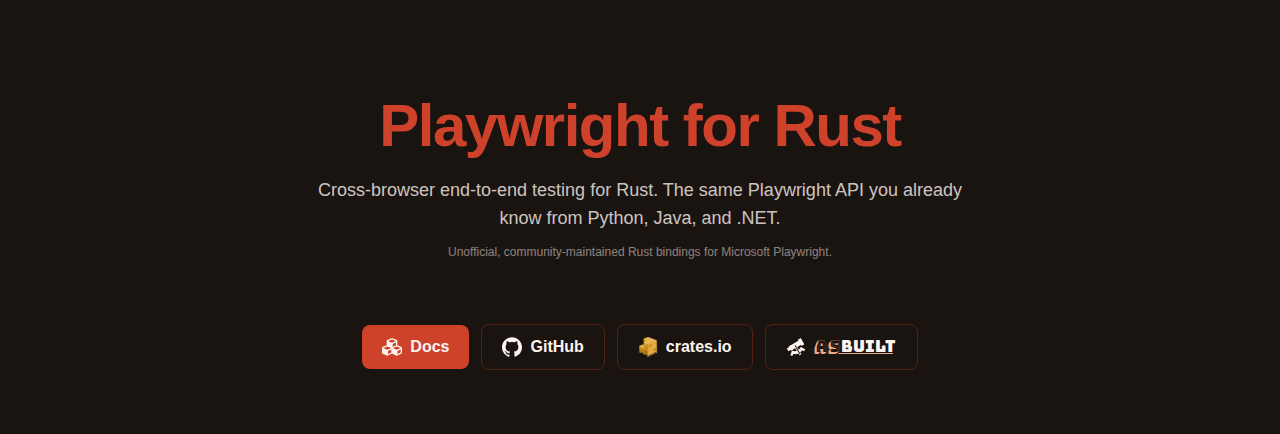 Playwright for Rust
Cross-browser end-to-end testing for Rust. The same Playwright API you already
know from Python, Java, and .NET.
Unofficial, community-maintained Rust bindings for Microsoft Playwright.
Docs
GitHub
crates.io
ASBUILT